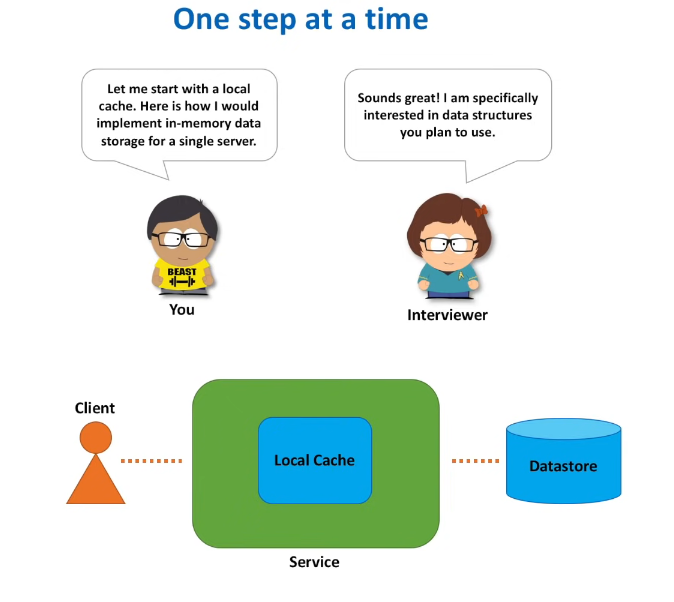 One step at a time
Let me start with a local
cache. Here is how I would
implement in-memory data
storage for a single server.
Sounds great! I am specifically
interested in data structures
you plan to use.
BEAST
You
Interviewer
Client
Local Cache
Datastore
Service